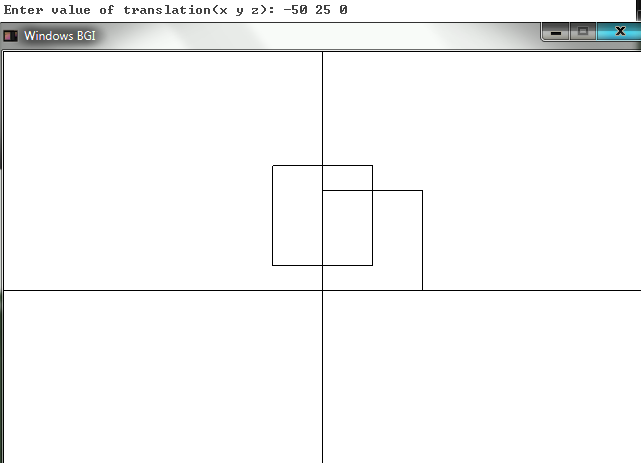 Enter value of translation(x y z): -50 25 0
Windows BGI